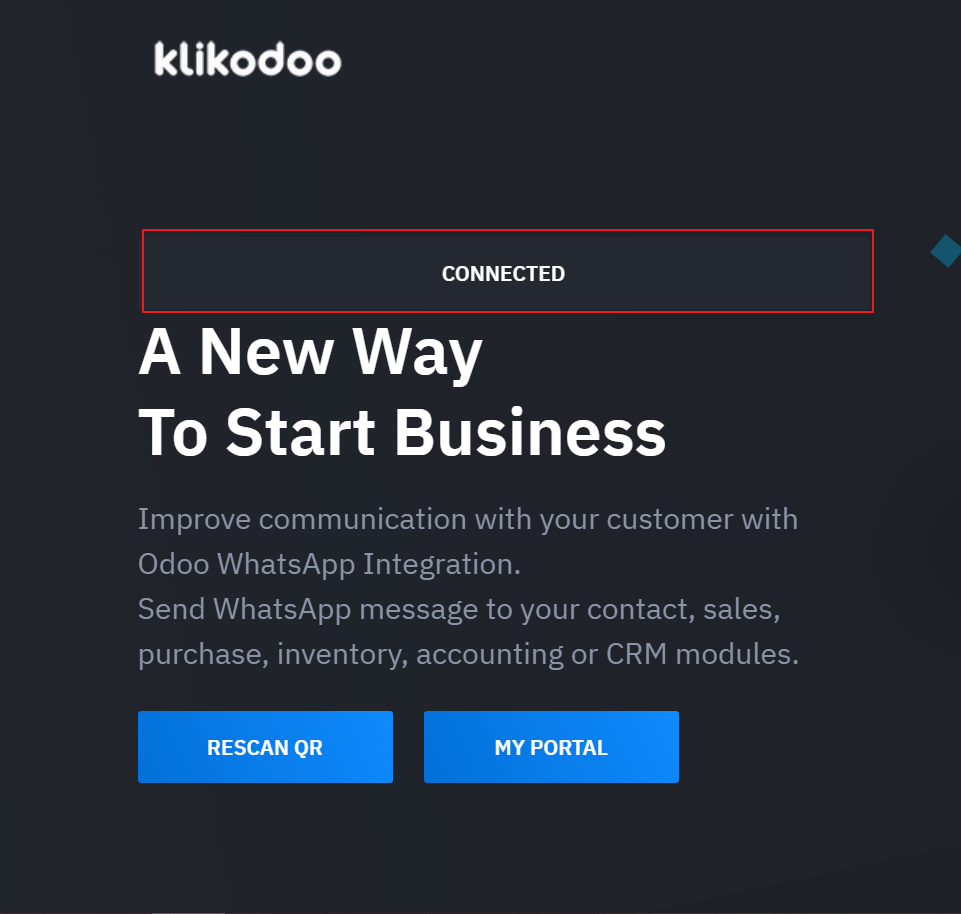 klikodoo
CONNECTED
A New Way
To Start Business
Improve communication with your customer with
Odoo WhatsApp Integration.
Send WhatsApp message to your contact, sales,
purchase, inventory, accounting or CRM modules.
RESCAN QR
MY PORTAL